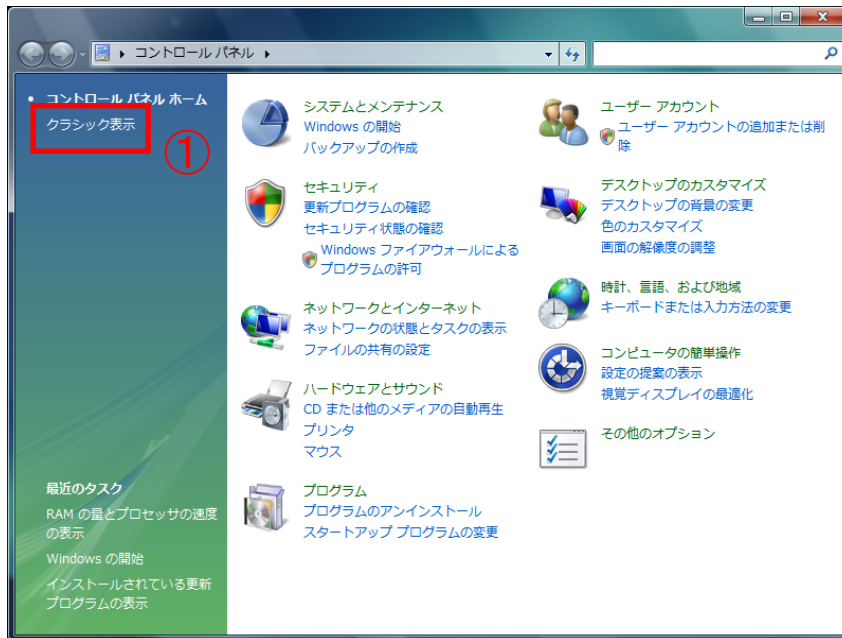 コントロール パネル
コントロール パネル ホーム
クラシック表示
①
システムとメンテナンス
Windows の開始
バックアップの作成
セキュリティ
更新プログラムの確認
セキュリティ状態の確認
Windows ファイアウォールによる
プログラムの許可
ネットワークとインターネット
ネットワークの状態とタスクの表示
ファイルの共有の設定
ハードウェアとサウンド
CD または他のメディアの自動再生
プリンタ
マウス
プログラム
プログラムのアンインストール
スタートアップ プログラムの変更
ユーザー アカウント
ユーザー アカウントの追加または削
除
デスクトップのカスタマイズ
デスクトップの背景の変更
色のカスタマイズ
画面の解像度の調整
時計、言語、および地域
キーボードまたは入力方法の変更
コンピュータの簡単操作
設定の提案の表示
視覚ディスプレイの最適化
その他のオプション
最近のタスク
RAM の量とプロセッサの速度
の表示
Windows の開始
インストールされている更新
プログラムの表示